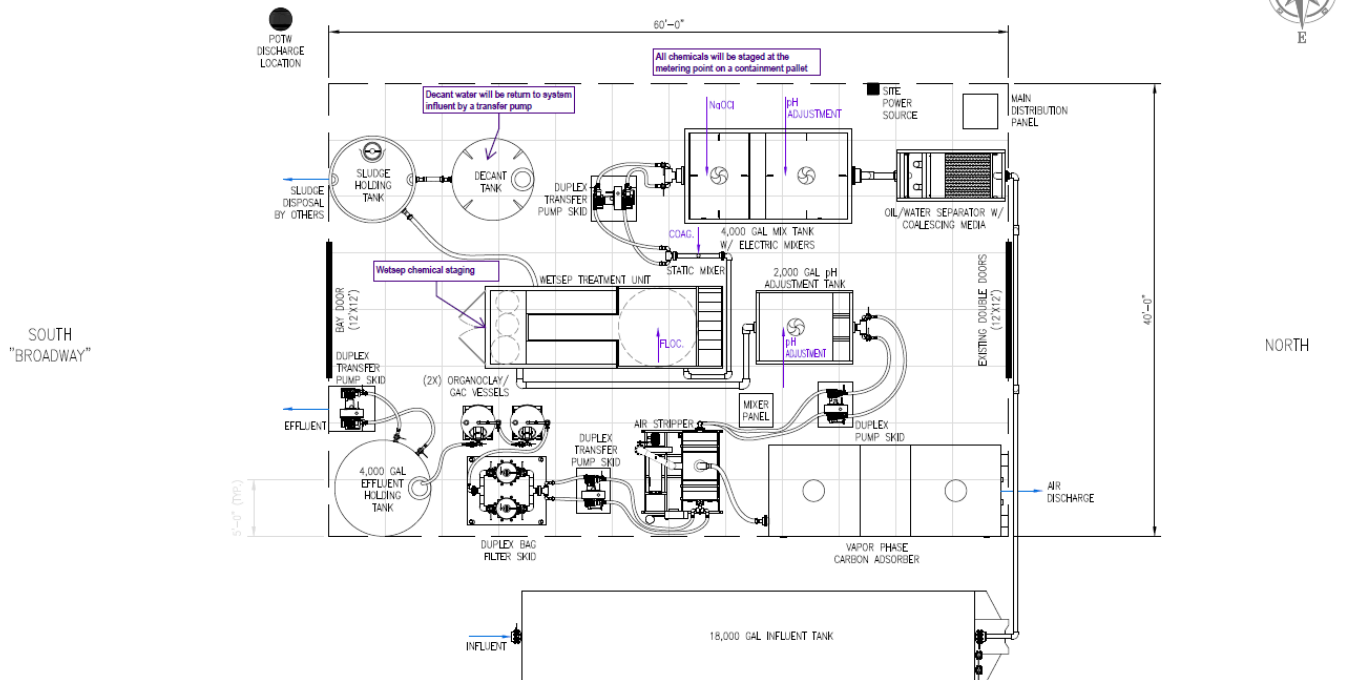 POTW
DISCHARGE
LOCATION
60'-0"
E
All chemicals will be staged at the
metering point on a containment pallet
Decant water will be return to system
influent by a transfer pump
NaOCl
pH
ADJUSTMENT
SITE
POWER
SOURCE
MAIN
DISTRIBUTION
PANEL
SLUDGE
HOLDING
TANK
DECANT
TANK
SLUDGE
DISPOSAL
BY OTHERS
DUPLEX
TRANSFER
PUMP SKID
4,000 GAL MIX TANK
W/ ELECTRIC MIXERS
OIL/WATER SEPARATOR W/
COALESCING MEDIA
COAG.
STATIC MIXER
Wetsep chemical staging
WETSEP TREATMENT UNIT
2,000 GAL pH
ADJUSTMENT TANK
BAY DOOR
(12'X12')
EXISTING DOUBLE DOORS
(12'X12')
40'-0"
SOUTH
"BROADWAY"
NORTH
FLOC.
pH
ADJUSTMENT
DUPLEX
TRANSFER
PUMP SKID
(2X) ORGANOCLAY/
GAC VESSELS
MIXER
PANEL
EFFLUENT
AIR STRIPPER
DUPLEX
PUMP SKID
DUPLEX
TRANSFER
PUMP SKID
4,000 GAL
EFFLUENT
HOLDING
TANK
5'-0" (TYP.)
AIR
DISCHARGE
DUPLEX BAG
FILTER SKID
VAPOR PHASE
CARBON ADSORBER
INFLUENT
18,000 GAL INFLUENT TANK